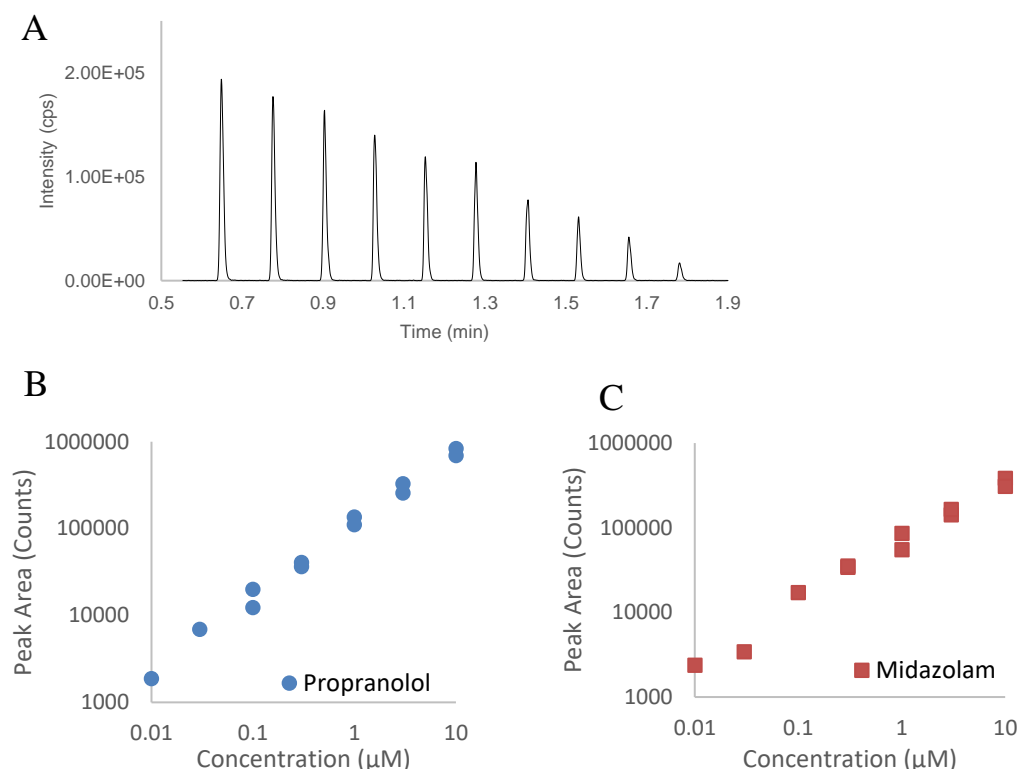 A
Intensity (cps)
2.00E+05
1.00E+05
0.00E+00
0.5 0.7 0.9 1.1 1.3 1.5 1.7 1.9
Time (min)
B
Peak Area (Counts)
1000000
100000
10000
1000
Propranolol
0.01 0.1 1 10
Concentration (µM)
C
Peak Area (Counts)
1000000
100000
10000
1000
Midazolam
0.01 0.1 1 10
Concentration (µM)